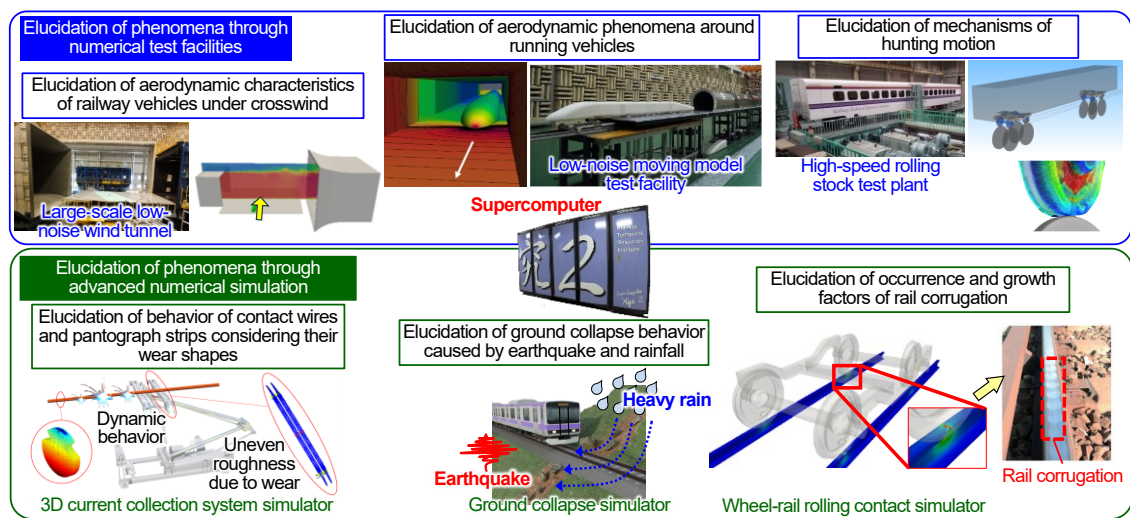 Elucidation of phenomena through
numerical test facilities
Elucidation of aerodynamic characteristics
of railway vehicles under crosswind
Large-scale low-
noise wind tunnel
Elucidation of aerodynamic phenomena around
running vehicles
Low-noise moving model
test facility
Elucidation of mechanisms of
hunting motion
High-speed rolling
stock test plant
Supercomputer
究2
Elucidation of phenomena through
advanced numerical simulation
Elucidation of behavior of contact wires
and pantograph strips considering their
wear shapes
Dynamic
behavior
Uneven
roughness
due to wear
3D current collection system simulator
Elucidation of ground collapse behavior
caused by earthquake and rainfall
Heavy rain
Earthquake
Ground collapse simulator
Elucidation of occurrence and growth
factors of rail corrugation
Rail corrugation
Wheel-rail rolling contact simulator